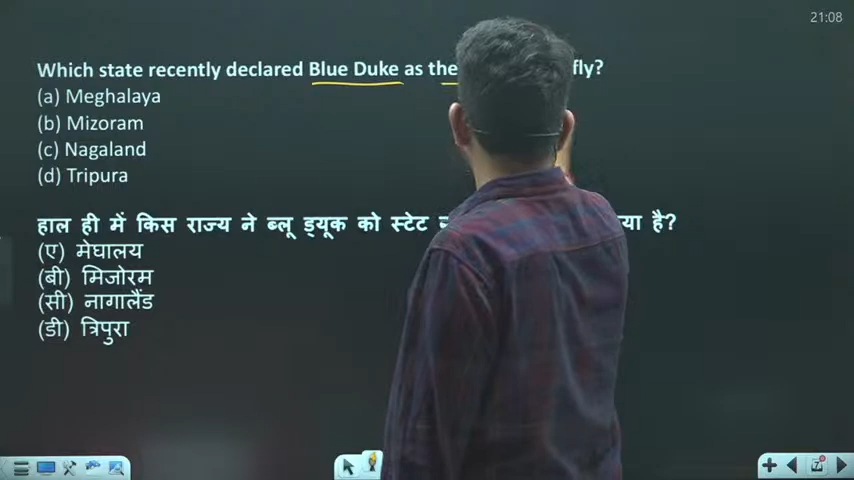 21:08
Which state recently declared Blue Duke as the fly?
(a) Meghalaya
(b) Mizoram
(c) Nagaland
(d) Tripura
हाल ही में किस राज्य ने ब्लू ड्यूक को स्टेट है?
(ए) मेघालय
(बी) मिजोरम
(सी) नागालैंड
(डी) त्रिपुरा